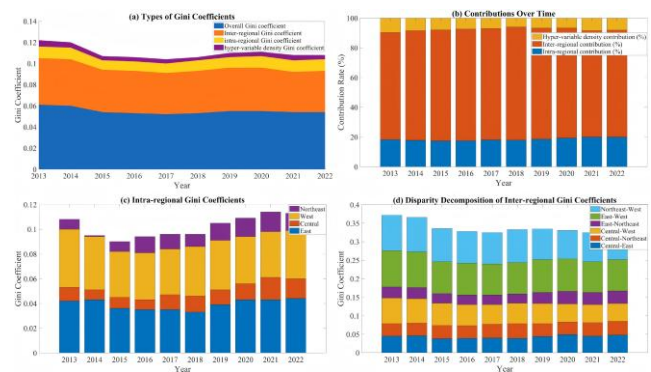 (a) Types of Gini Coefficients
Overall Gini coefficient
Inter-regional Gini coefficient
intra-regional Gini coefficient
hyper-variable density Gini coefficient
0.14
0.12
0.1
0.08
0.06
0.04
0.02
0
Gini Coefficient
2013 2014 2015 2016 2017 2018 2019 2020 2021 2022
Year
(b) Contributions Over Time
Hyper-variable density contribution (%)
Inter-regional contribution (%)
Intra-regional contribution (%)
100
80
60
40
20
0
Contribution Rate (%)
2013 2014 2015 2016 2017 2018 2019 2020 2021 2022
Year
(c) Intra-regional Gini Coefficients
Northeast
West
Central
East
0.12
0.1
0.08
0.06
0.04
0.02
0
Gini Coefficient
2013 2014 2015 2016 2017 2018 2019 2020 2021 2022
Year
(d) Disparity Decomposition of Inter-regional Gini Coefficients
Northeast-West
East-West
East-Northeast
Central-West
Central-Northeast
Central-East
0.4
0.35
0.3
0.25
0.2
0.15
0.1
0.05
0
Gini Coefficient
2013 2014 2015 2016 2017 2018 2019 2020 2021 2022
Year